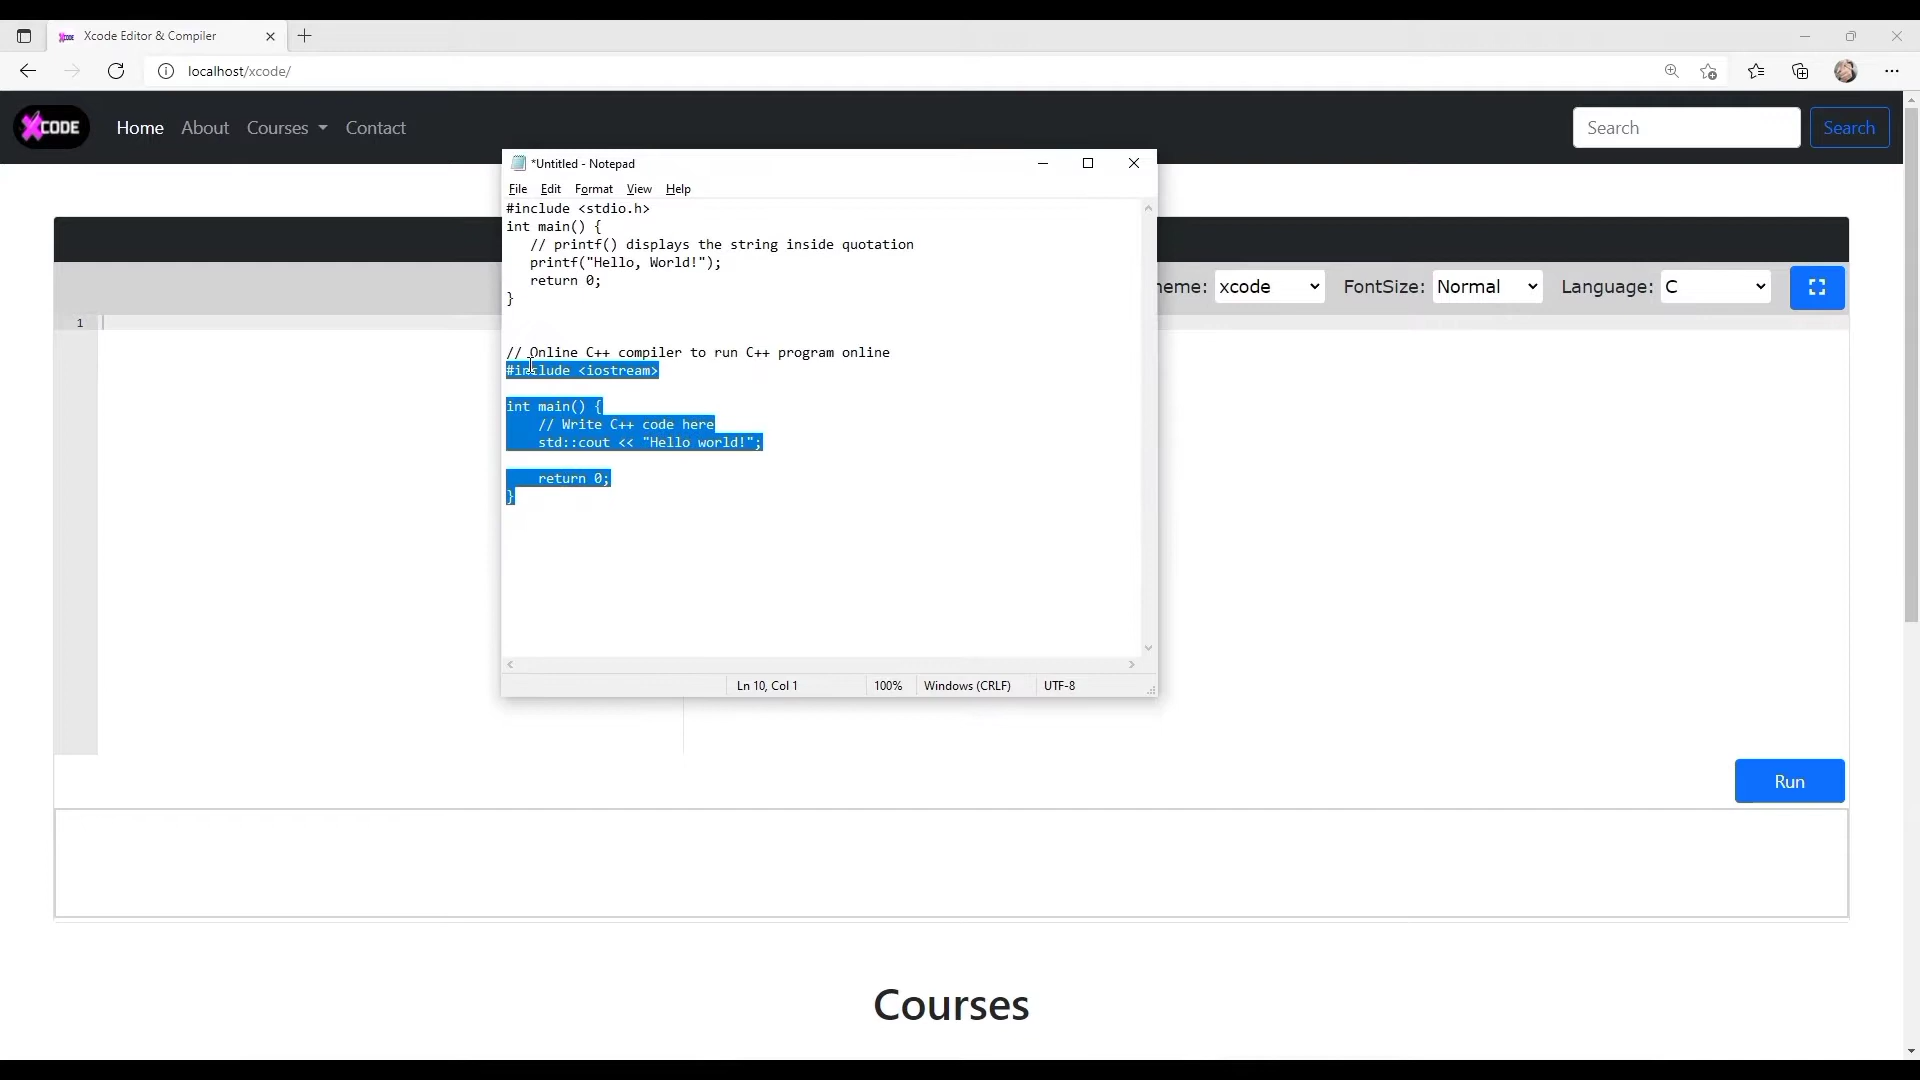 Xcode Editor & Compiler
localhost/xcode/
XCODE
Home About Courses Contact
Search Search
*Untitled - Notepad
File Edit Format View Help
#include <stdio.h>
int main() {
// printf() displays the string inside quotation
printf("Hello, World!");
return 0;
}
heme: xcode FontSize: Normal Language: C
1
// Online C++ compiler to run C++ program online
#include <iostream>
int main() {
// Write C++ code here
std::cout << "Hello world!";
return 0;
}
Ln 10, Col 1 100% Windows (CRLF) UTF-8
Run
Courses